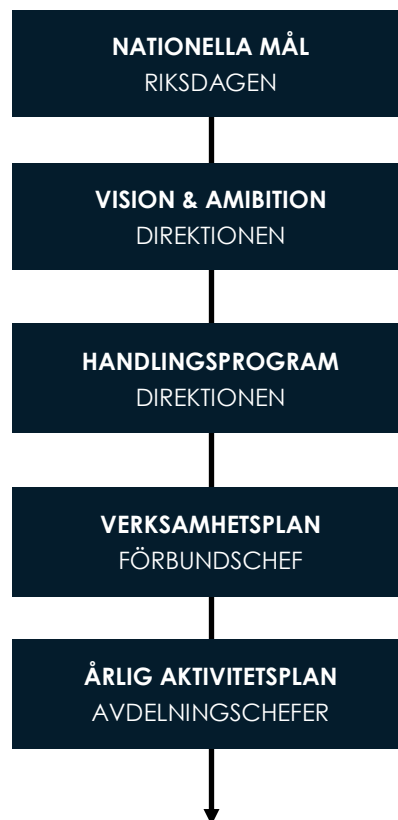 NATIONELLA MÅL
RIKSDAGEN
VISION & AMIBITION
DIREKTIONEN
HANDLINGSPROGRAM
DIREKTIONEN
VERKSAMHETSPLAN
FÖRBUNDSCHEF
ÅRLIG AKTIVITETSPLAN
AVDELNINGSCHEFER